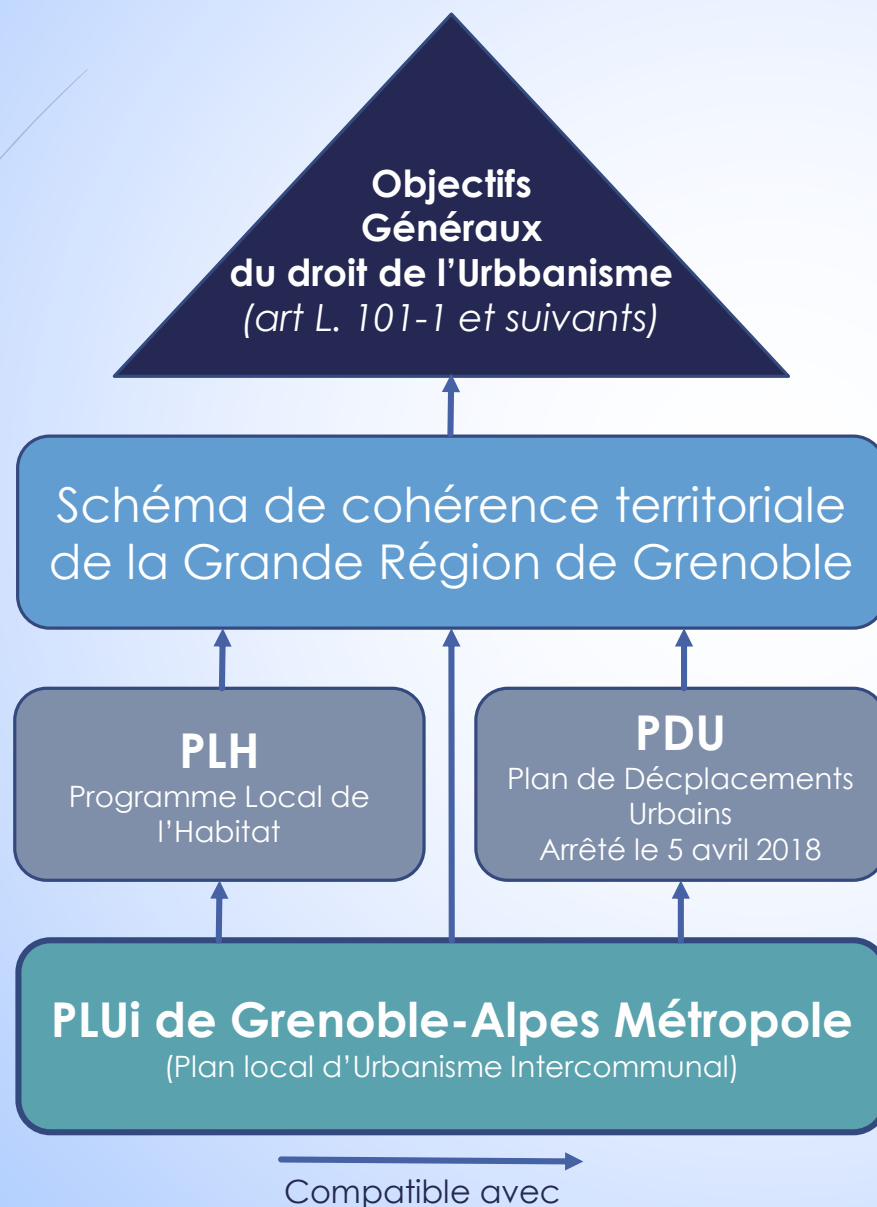 Objectifs
Généraux
du droit de l’Urbbanisme
(art L. 101-1 et suivants)
Schéma de cohérence territoriale
de la Grande Région de Grenoble
PLH
Programme Local de
l’Habitat
PDU
Plan de Décplacements
Urbains
Arrêté le 5 avril 2018
PLUi de Grenoble-Alpes Métropole
(Plan local d’Urbanisme Intercommunal)
Compatible avec